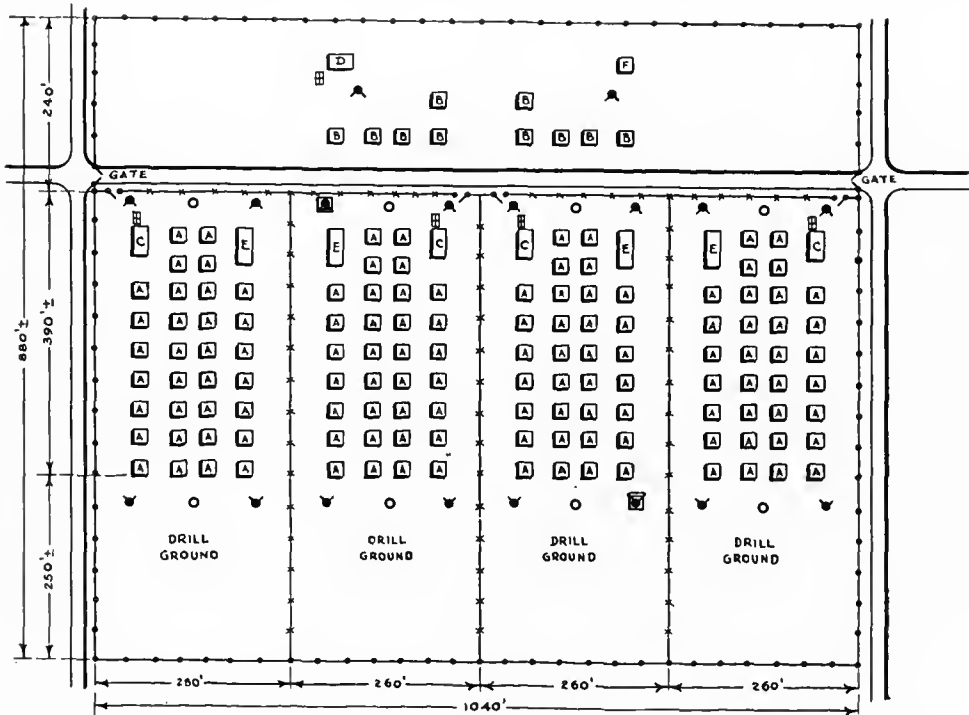 D F
B B
240'
B B B B B B B B
GATE GATE
C A A E E A A C C A A E E A A C
A A A A A A A A
A A A A A A A A A A A A A A A A
A A A A A A A A A A A A A A A A
880'±
390'±
A A A A A A A A A A A A A A A A
A A A A A A A A A A A A A A A A
A A A A A A A A A A A A A A A A
A A A A A A A A A A A A A A A A
A A A A A A A A A A A A A A A A
DRILL
GROUND
DRILL
GROUND
DRILL
GROUND
DRILL
GROUND
250'±
260' 260' 260' 260'
1040'